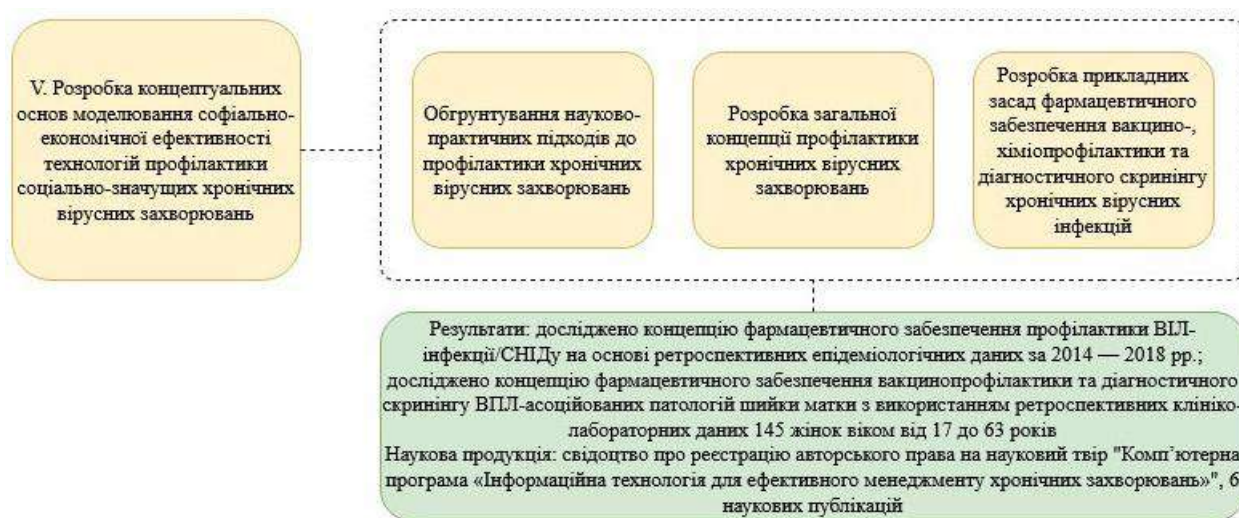 V. Розробка концептуальних
основ моделювання софіально-
економічної ефективності
технологій профілактики
соціально-значущих хронічних
вірусних захворювань
Обгрунтування науково-
практичних підходів до
профілактики хронічних
вірусних захворювань
Розробка загальної
концепції профілактики
хронічних вірусних
захворювань
Розробка прикладних
засад фармацевтичного
забезпечення вакцино-,
хіміопрофілактики та
діагностичного скринінгу
хронічних вірусних
інфекцій
Результати: досліджено концепцію фармацевтичного забезпечення профілактики ВІЛ-
інфекції/СНІДу на основі ретроспективних епідеміологічних даних за 2014 — 2018 рр.;
досліджено концепцію фармацевтичного забезпечення вакцинопрофілактики та діагностичного
скринінгу ВПЛ-асоційованих патологій шийки матки з використанням ретроспективних клініко-
лабораторних даних 145 жінок віком від 17 до 63 років
Наукова продукція: свідоцтво про реєстрацію авторського права на науковий твір "Комп’ютерна
програма «Інформаційна технологія для ефективного менеджменту хронічних захворювань»", 6
наукових публікацій